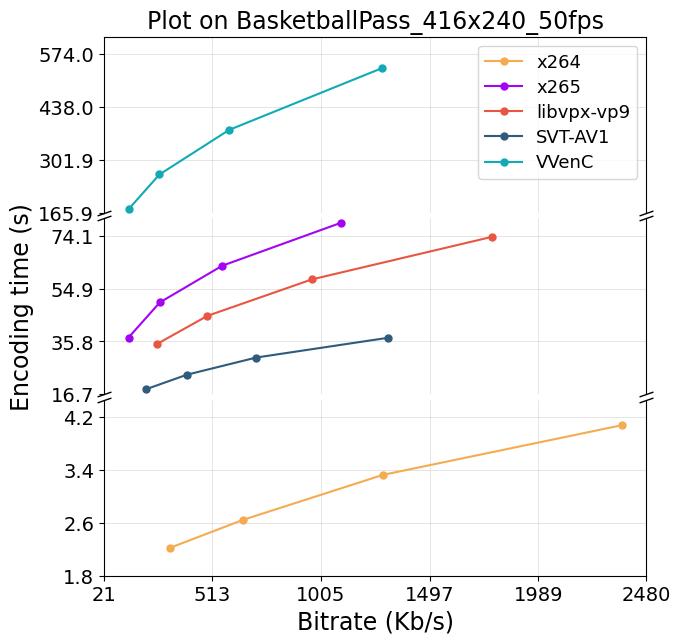 Plot on BasketballPass_416x240_50fps
574.0
438.0
301.9
165.9
74.1
54.9
35.8
16.7
4.2
3.4
2.6
1.8
Encoding time (s)
x264
x265
libvpx-vp9
SVT-AV1
VVenC
21 513 1005 1497 1989 2480
Bitrate (Kb/s)